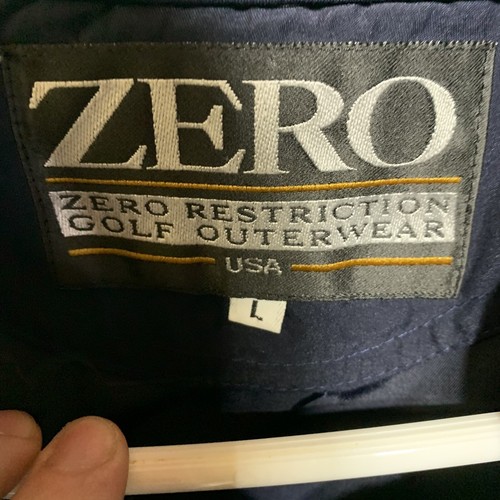 ZERO
ZERO RESTRICTION
GOLF OUTERWEAR
USA
L